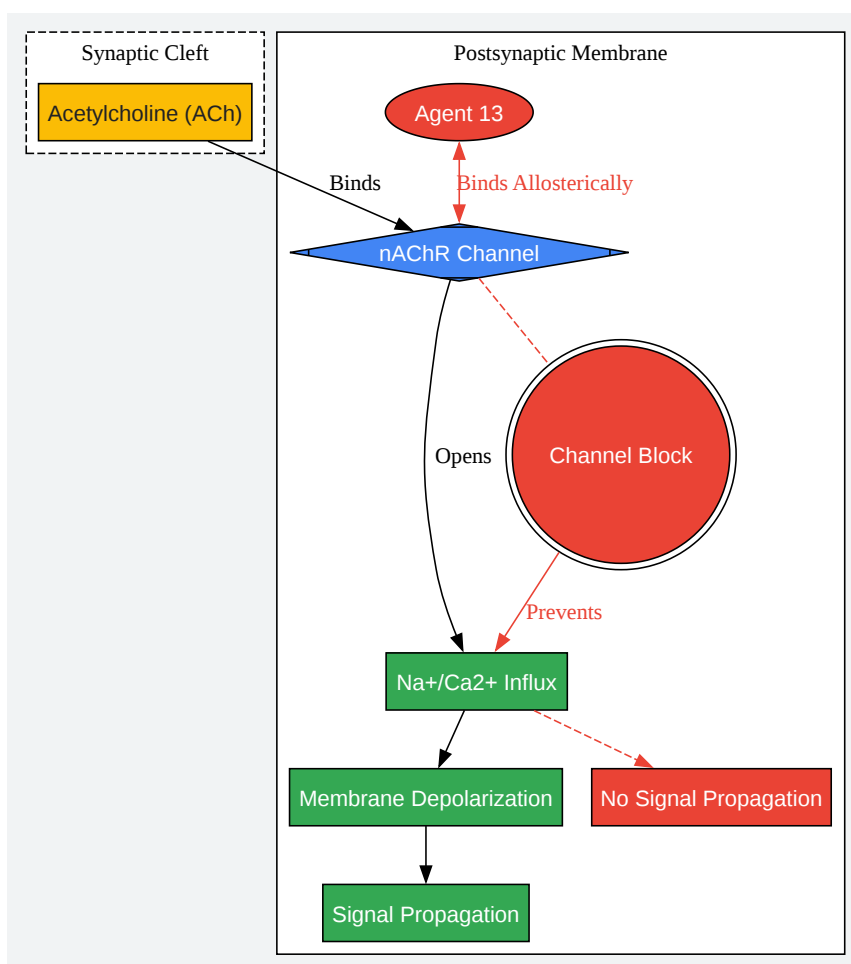 Synaptic Cleft
Postsynaptic Membrane
Acetylcholine (ACh)
Agent 13
Binds
Binds Allosterically
nAChR Channel
Opens
Channel Block
Prevents
Na+/Ca2+ Influx
Membrane Depolarization
No Signal Propagation
Signal Propagation